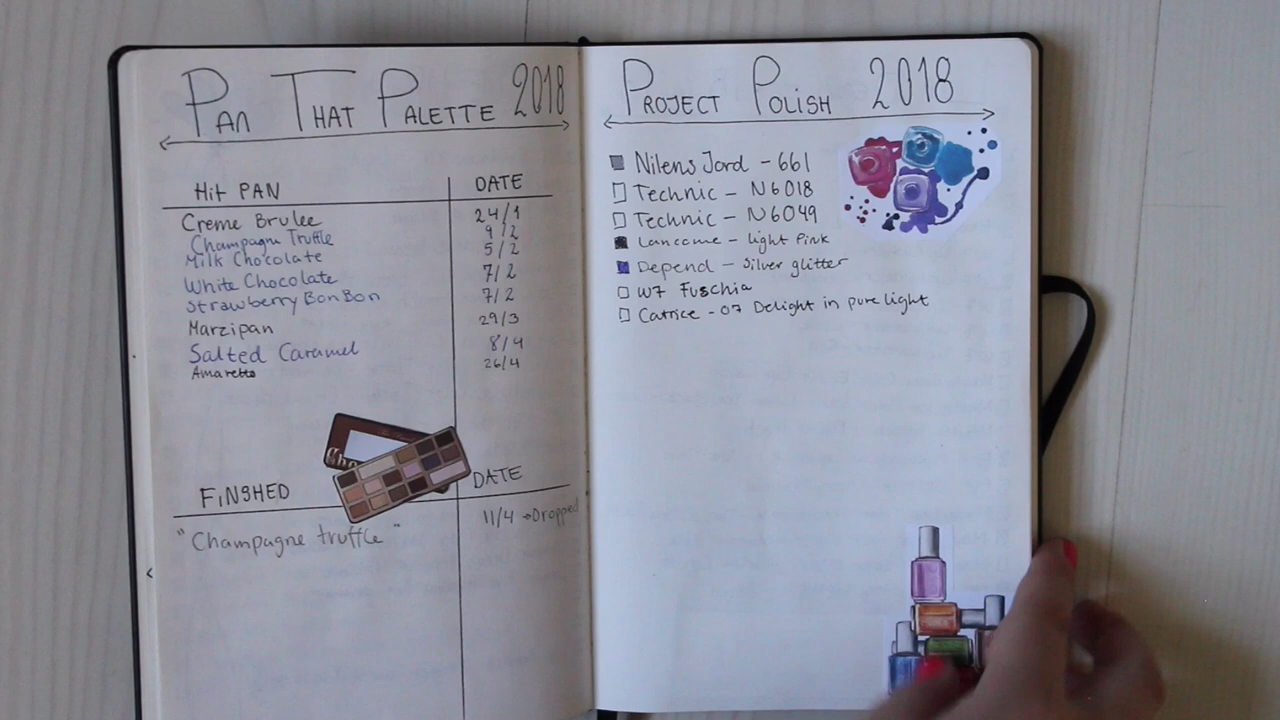 PAN THAT PALETTE 2018
HIT PAN DATE
Creme Brulee 24/1
Champagne Truffle 9/2
Milk Chocolate 5/2
White Chocolate 7/2
Strawberry BonBon 7/2
Marzipan 29/3
Salted Caramel 8/4
Amaretto 26/4
FINSHED DATE
"Champagne truffle" 11/4 → Dropped
PROJECT POLISH 2018
Nilens Jord - 661
Technic - N6018
Technic - N6049
Lancome - light Pink
Depend - Silver glitter
W7 Fuschia
Catrice - 07 Delight in pure light